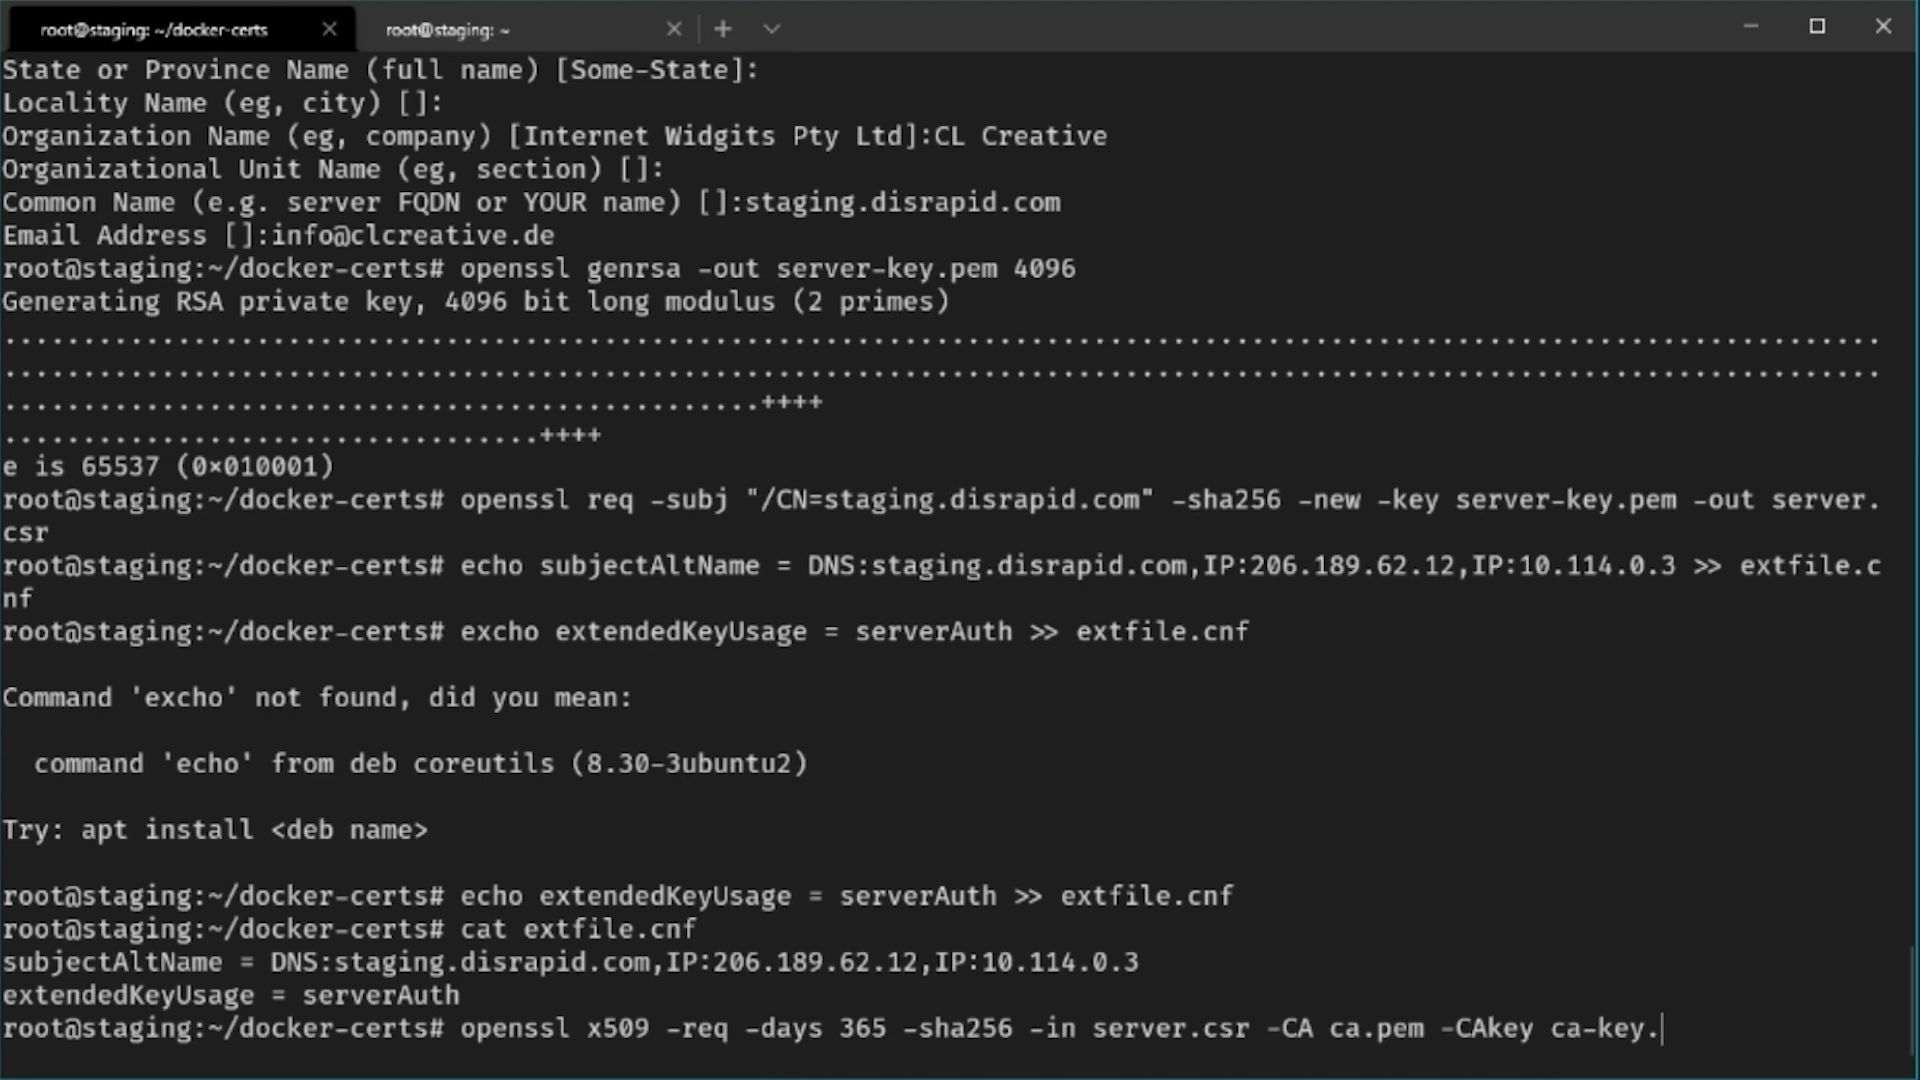 root@staging: ~/docker-certs
root@staging: ~
State or Province Name (full name) [Some-State]:
Locality Name (eg, city) []:
Organization Name (eg, company) [Internet Widgits Pty Ltd]:CL Creative
Organizational Unit Name (eg, section) []:
Common Name (e.g. server FQDN or YOUR name) []:staging.disrapid.com
Email Address []:info@clcreative.de
root@staging:~/docker-certs# openssl genrsa -out server-key.pem 4096
Generating RSA private key, 4096 bit long modulus (2 primes)
.......................................................................................................................
.......................................................................................................................
................................................++++
..................................++++
e is 65537 (0×010001)
root@staging:~/docker-certs# openssl req -subj "/CN=staging.disrapid.com" -sha256 -new -key server-key.pem -out server.
csr
root@staging:~/docker-certs# echo subjectAltName = DNS:staging.disrapid.com,IP:206.189.62.12,IP:10.114.0.3 >> extfile.c
nf
root@staging:~/docker-certs# excho extendedKeyUsage = serverAuth >> extfile.cnf
Command 'excho' not found, did you mean:
command 'echo' from deb coreutils (8.30-3ubuntu2)
Try: apt install <deb name>
root@staging:~/docker-certs# echo extendedKeyUsage = serverAuth >> extfile.cnf
root@staging:~/docker-certs# cat extfile.cnf
subjectAltName = DNS:staging.disrapid.com,IP:206.189.62.12,IP:10.114.0.3
extendedKeyUsage = serverAuth
root@staging:~/docker-certs# openssl x509 -req -days 365 -sha256 -in server.csr -CA ca.pem -CAkey ca-key.